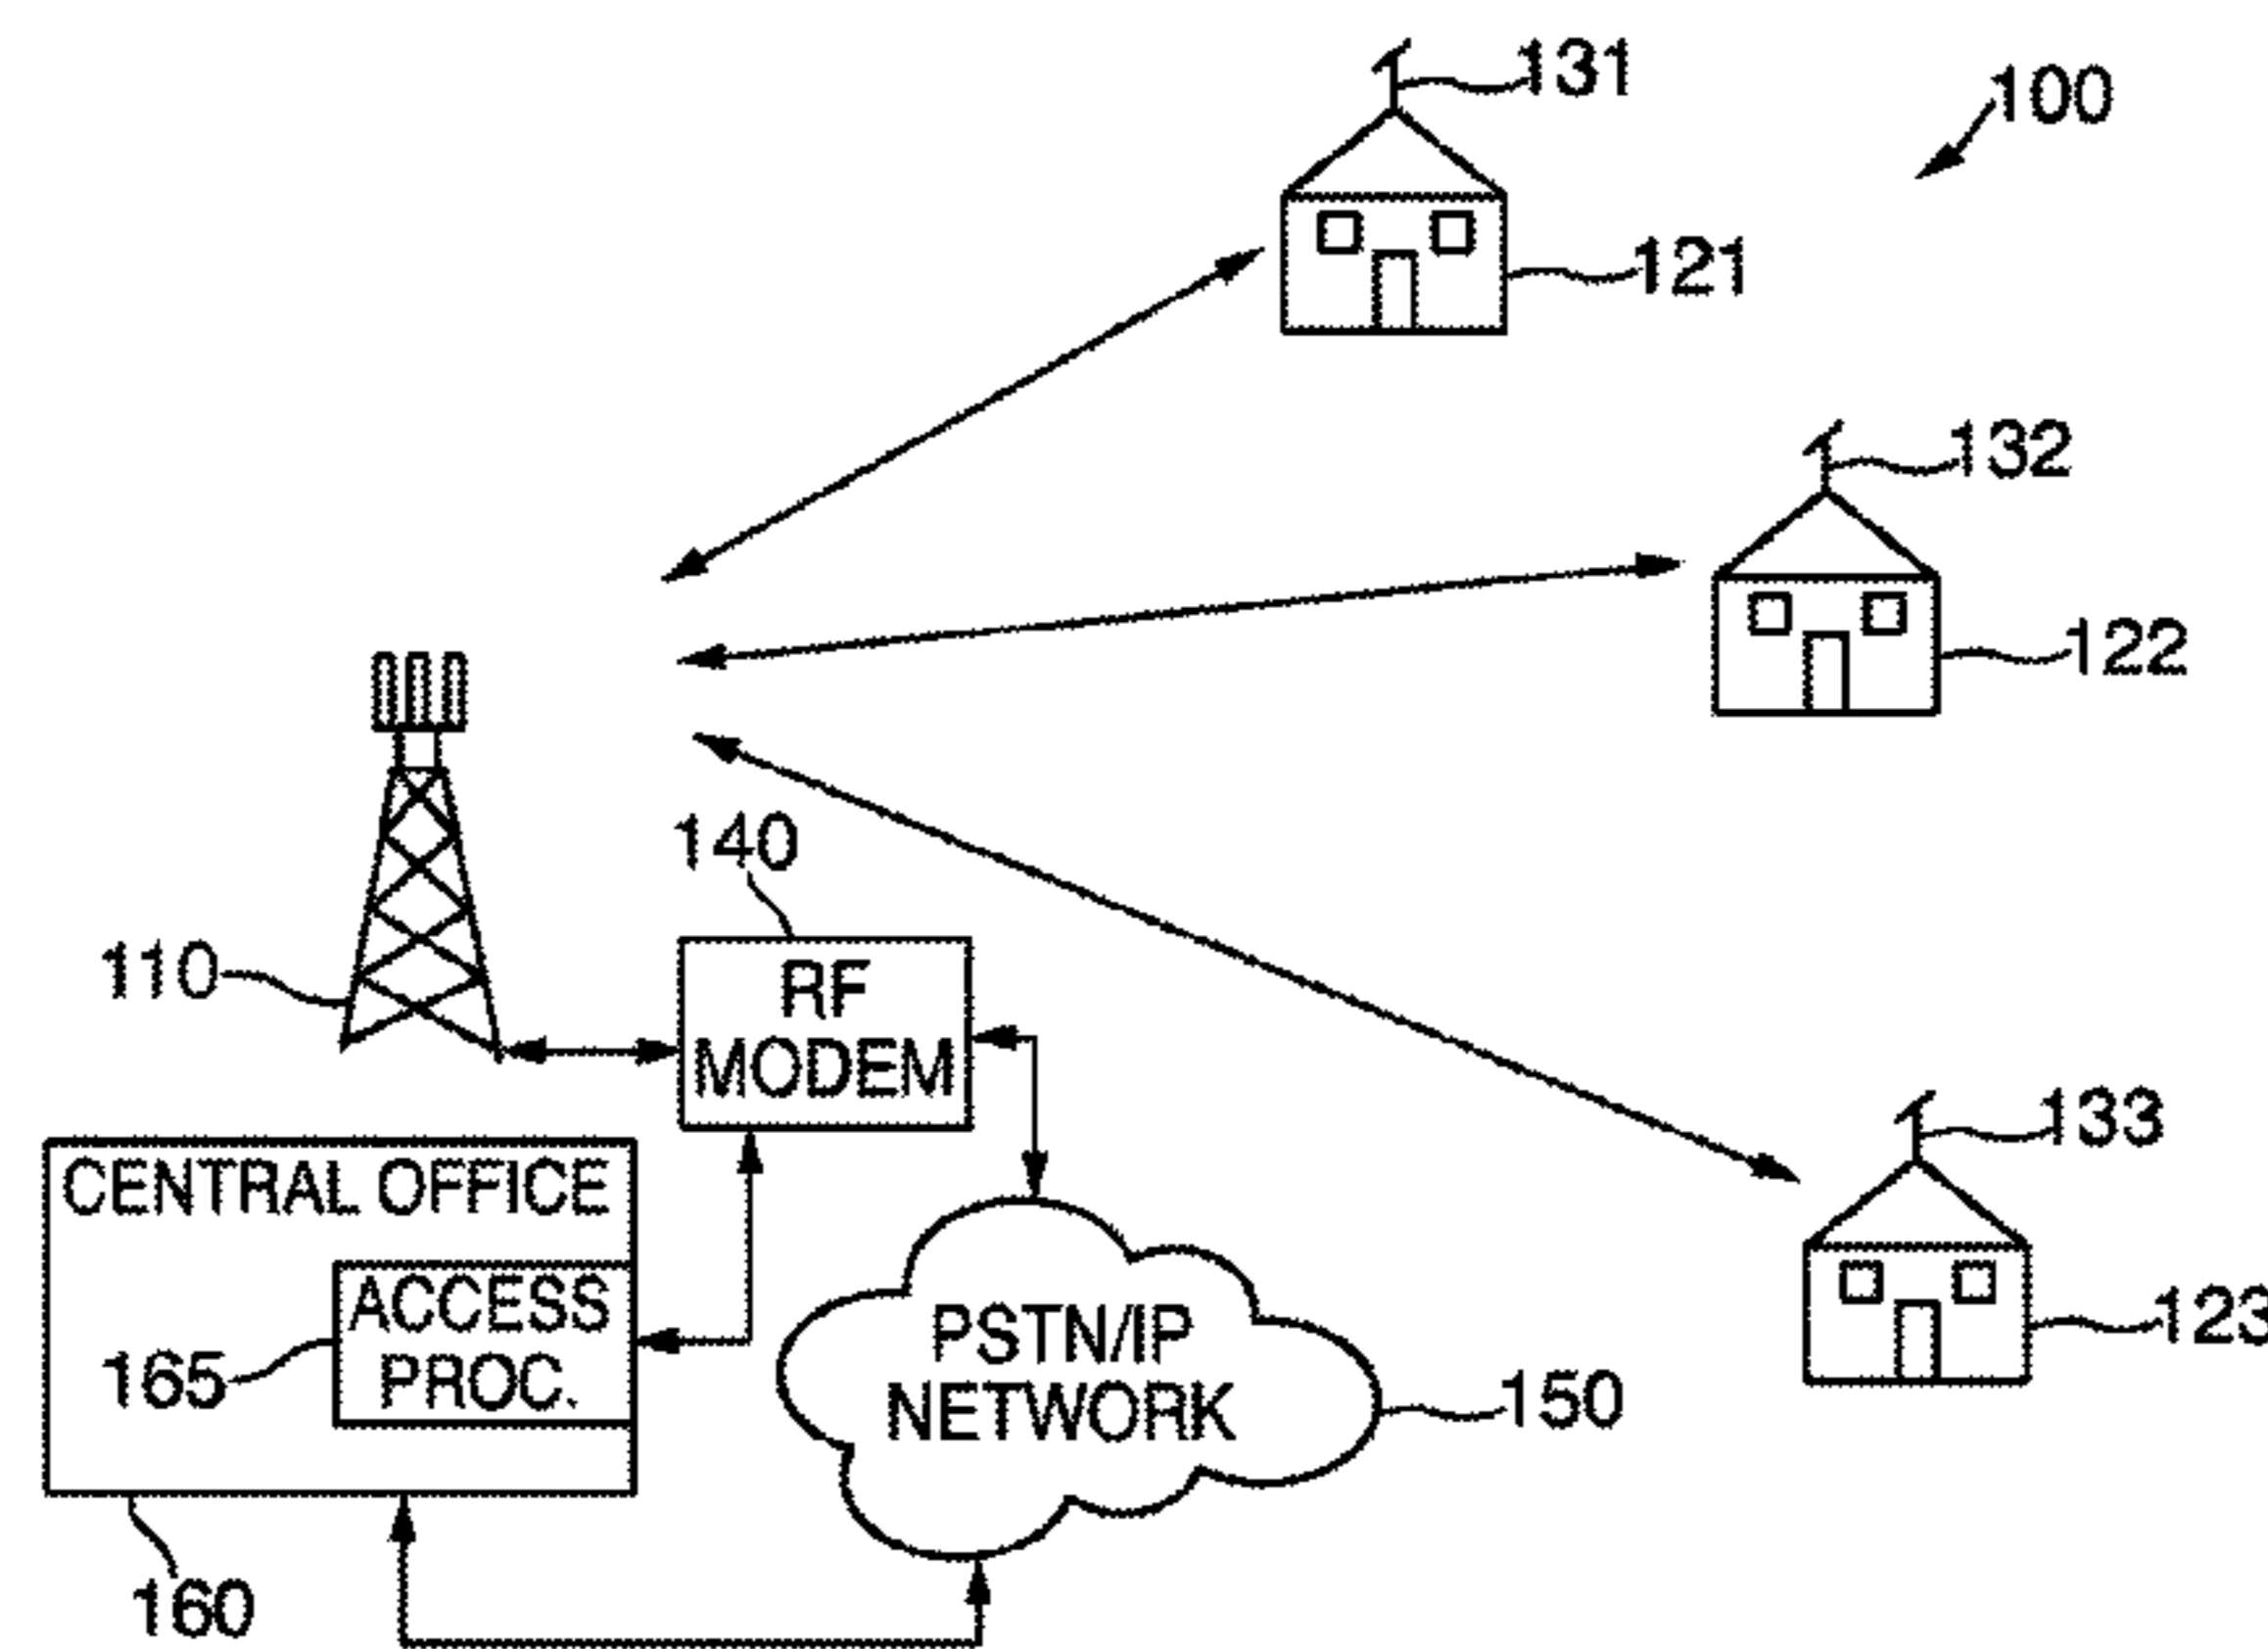 131
100
121
132
122
140
110
RF
MODEM
133
CENTRAL OFFICE
ACCESS
PROC.
165
PSTN/IP
NETWORK
150
123
160